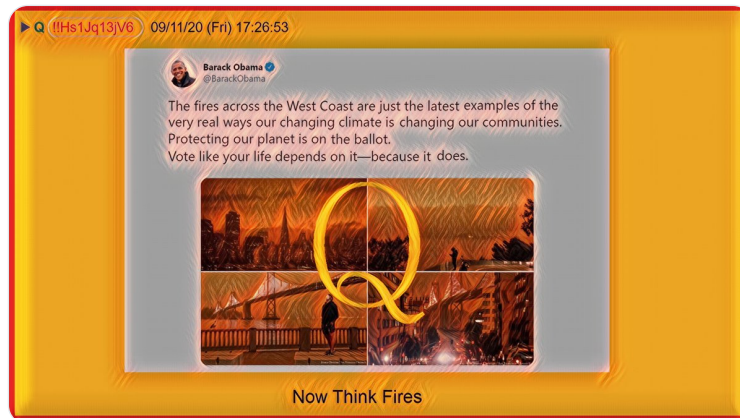 Q !!Hs1Jq13jV6 09/11/20 (Fri) 17:26:53
Barack Obama
@BarackObama
The fires across the West Coast are just the latest examples of the
very real ways our changing climate is changing our communities.
Protecting our planet is on the ballot.
Vote like your life depends on it—because it does.
Q
Now Think Fires